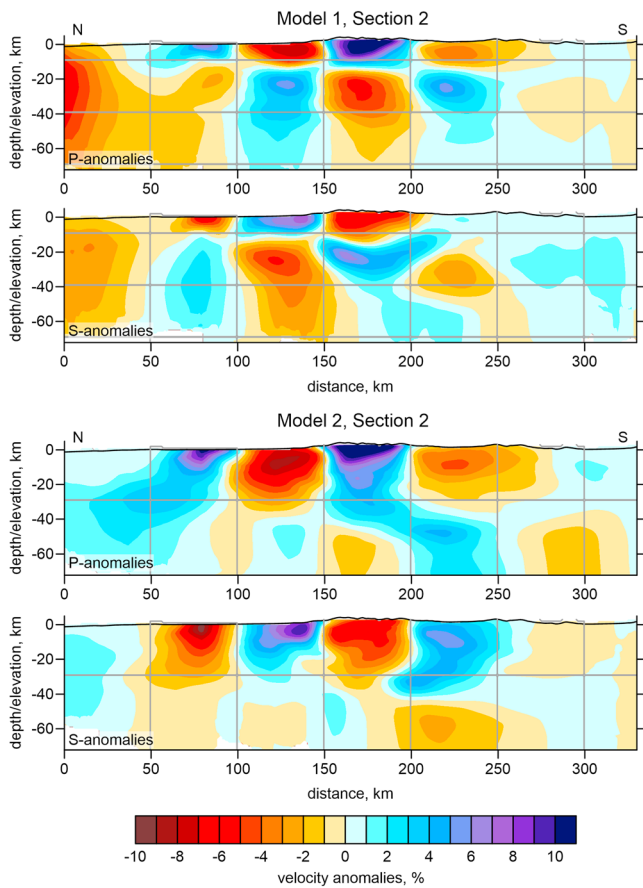 Model 1, Section 2
N S
depth/elevation, km
0
-20
-40
-60
P-anomalies
0 50 100 150 200 250 300
depth/elevation, km
0
-20
-40
-60
S-anomalies
0 50 100 150 200 250 300
distance, km
Model 2, Section 2
N S
depth/elevation, km
0
-20
-40
-60
P-anomalies
0 50 100 150 200 250 300
depth/elevation, km
0
-20
-40
-60
S-anomalies
0 50 100 150 200 250 300
distance, km
-10 -8 -6 -4 -2 0 2 4 6 8 10
velocity anomalies, %